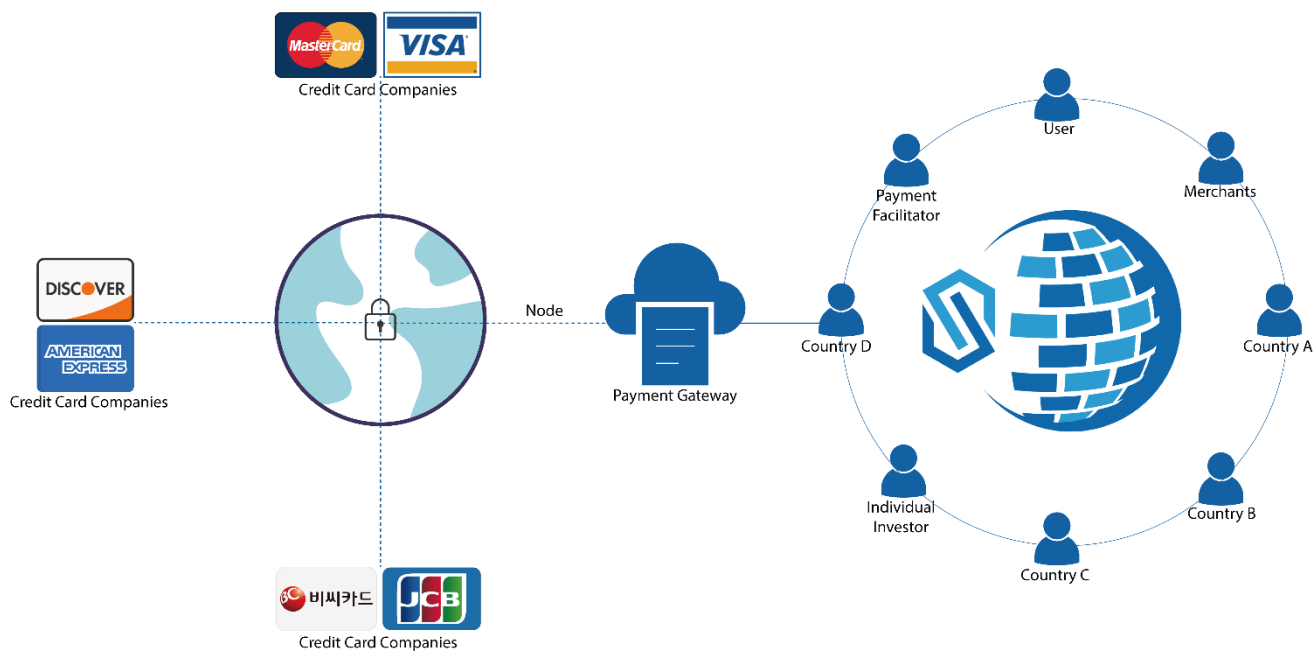 MasterCard
VISA
Credit Card Companies
User
Payment
Facilitator
Merchants
DISCOVER
AMERICAN
EXPRESS
Credit Card Companies
Node
Payment Gateway
Country D
Country A
Individual
Investor
Country B
Country C
BC 비씨카드
JCB
Credit Card Companies